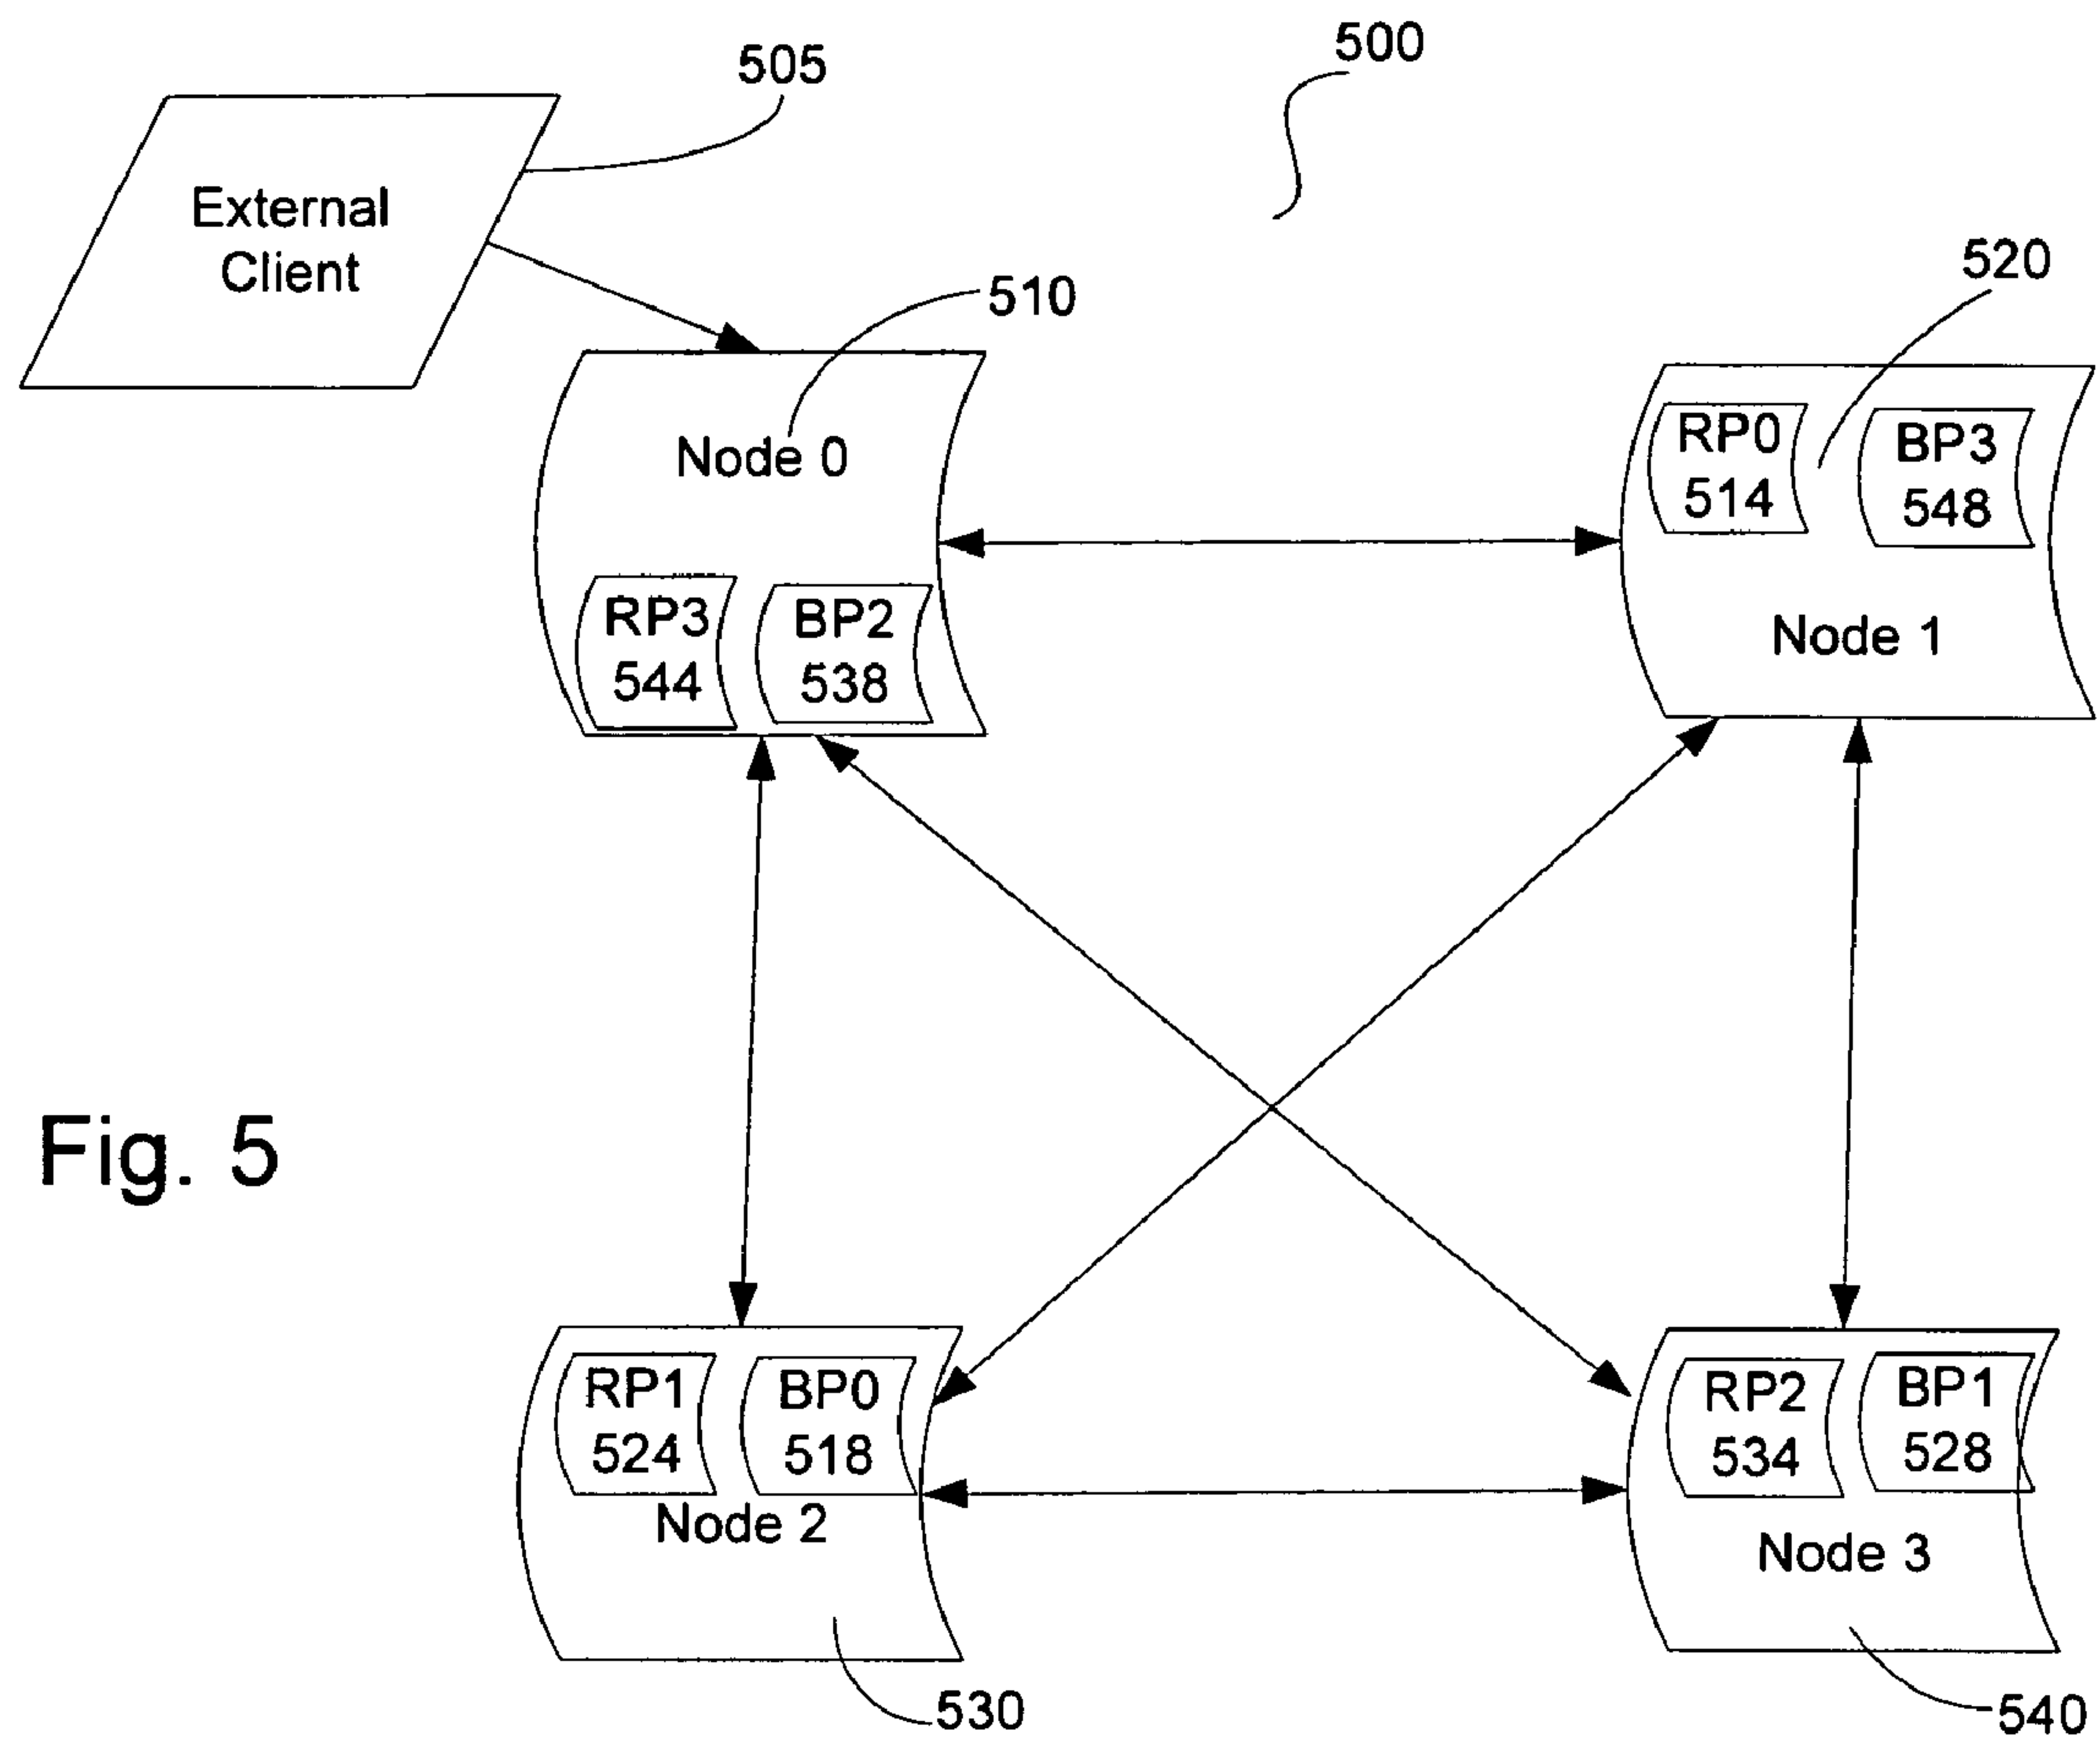 500
505
External
Client
510
520
Node 0
RP0
514
BP3
548
Node 1
RP3
544
BP2
538
Fig. 5
RP1
524
BP0
518
Node 2
RP2
534
BP1
528
Node 3
530
540